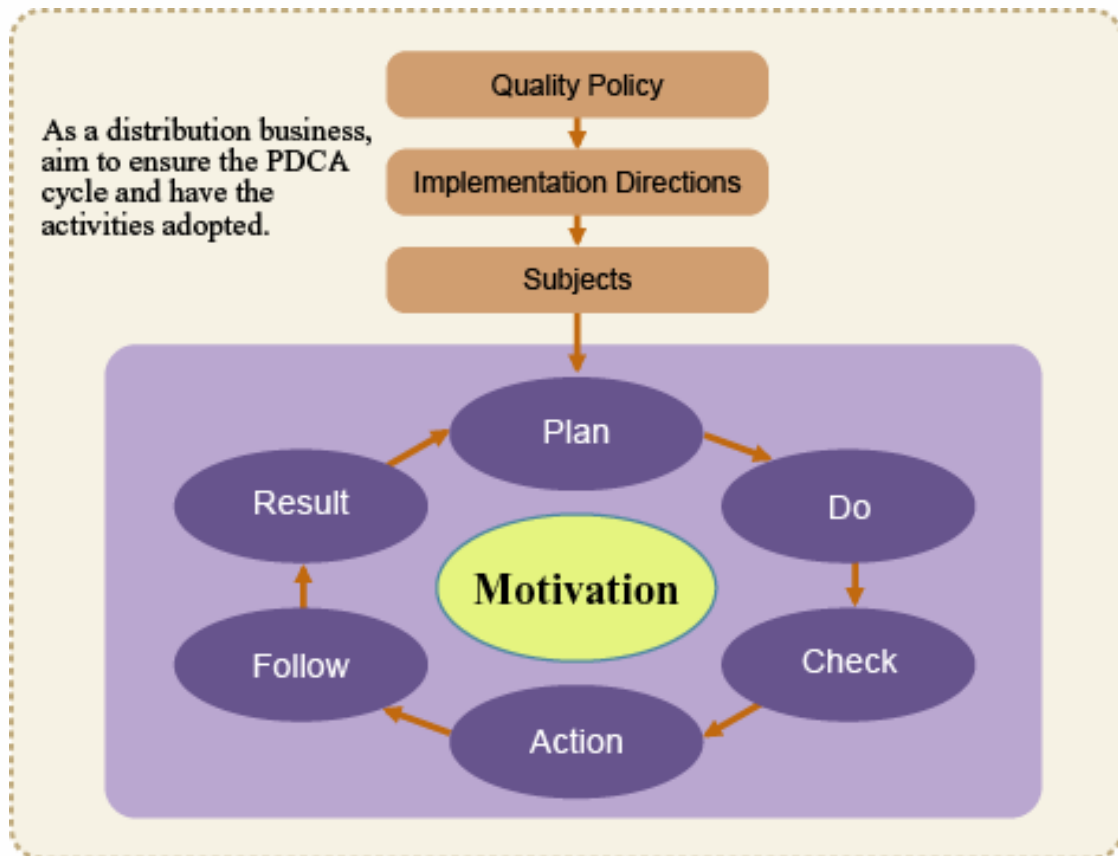 Quality Policy
As a distribution business,
aim to ensure the PDCA
cycle and have the
activities adopted.
Implementation Directions
Subjects
Plan
Do
Check
Action
Follow
Result
Motivation